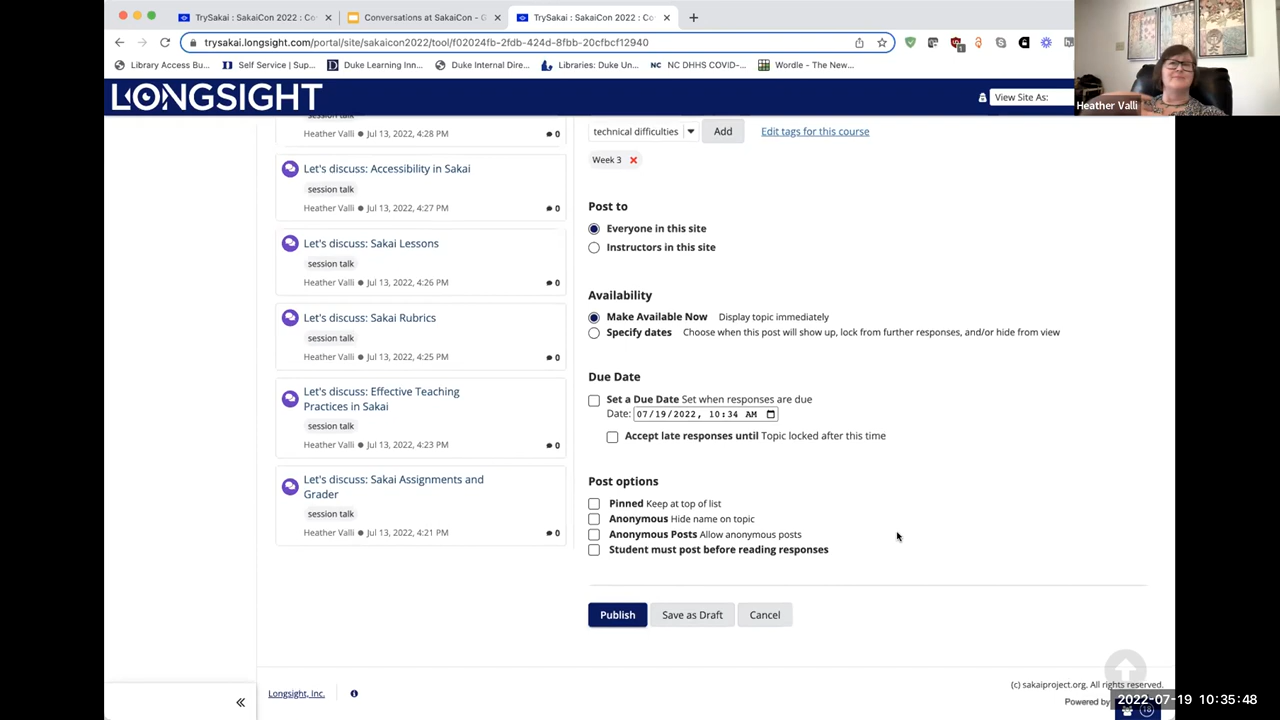 TrySakai : SakaiCon 2022 : Co
Conversations at SakaiCon - G
TrySakai : SakaiCon 2022 : Co
trysakai.longsight.com/portal/site/sakaicon2022/tool/f02024fb-2fdb-424d-8fbb-20cfbcf12940
Library Access Bu...
Self Service | Sup...
Duke Learning Inn...
Duke Internal Dire...
Libraries: Duke Un...
NC DHHS COVID-...
Wordle - The New...
LONGSIGHT
View Site As:
Heather Valli
session talk
Heather Valli Jul 13, 2022, 4:28 PM 0
Let's discuss: Accessibility in Sakai
session talk
Heather Valli Jul 13, 2022, 4:27 PM 0
Let's discuss: Sakai Lessons
session talk
Heather Valli Jul 13, 2022, 4:26 PM 0
Let's discuss: Sakai Rubrics
session talk
Heather Valli Jul 13, 2022, 4:25 PM 0
Let's discuss: Effective Teaching
Practices in Sakai
session talk
Heather Valli Jul 13, 2022, 4:23 PM 0
Let's discuss: Sakai Assignments and
Grader
session talk
Heather Valli Jul 13, 2022, 4:21 PM 0
technical difficulties Add Edit tags for this course
Week 3
Post to
Everyone in this site
Instructors in this site
Availability
Make Available Now Display topic immediately
Specify dates Choose when this post will show up, lock from further responses, and/or hide from view
Due Date
Set a Due Date Set when responses are due
Date: 07/19/2022, 10:34 AM
Accept late responses until Topic locked after this time
Post options
Pinned Keep at top of list
Anonymous Hide name on topic
Anonymous Posts Allow anonymous posts
Student must post before reading responses
Publish Save as Draft Cancel
Longsight, Inc.
(c) sakaiproject.org. All rights reserved.
Powered by
2022-07-19 10:35:48